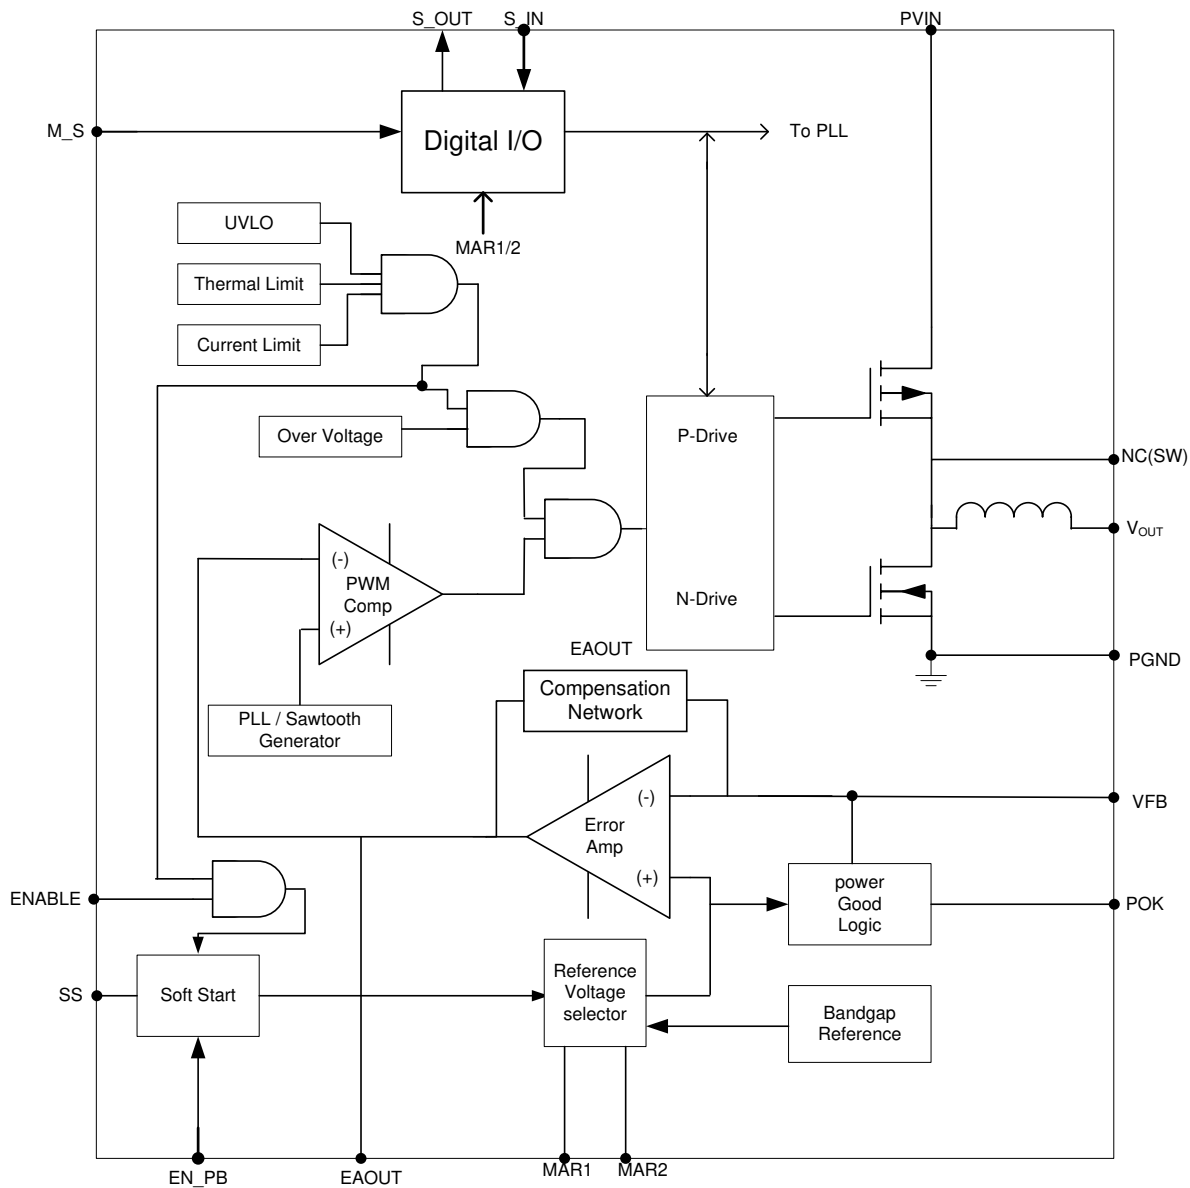 S_OUT
S_IN
PVIN
M_S
Digital I/O
To PLL
MAR1/2
UVLO
Thermal Limit
Current Limit
Over Voltage
P-Drive
N-Drive
NC(SW)
VOUT
PGND
(-)
PWM
Comp
(+)
PLL / Sawtooth
Generator
EAOUT
Compensation
Network
(-)
Error
Amp
(+)
VFB
power
Good
Logic
POK
ENABLE
SS
Soft Start
Reference
Voltage
selector
Bandgap
Reference
EN_PB
EAOUT
MAR1
MAR2